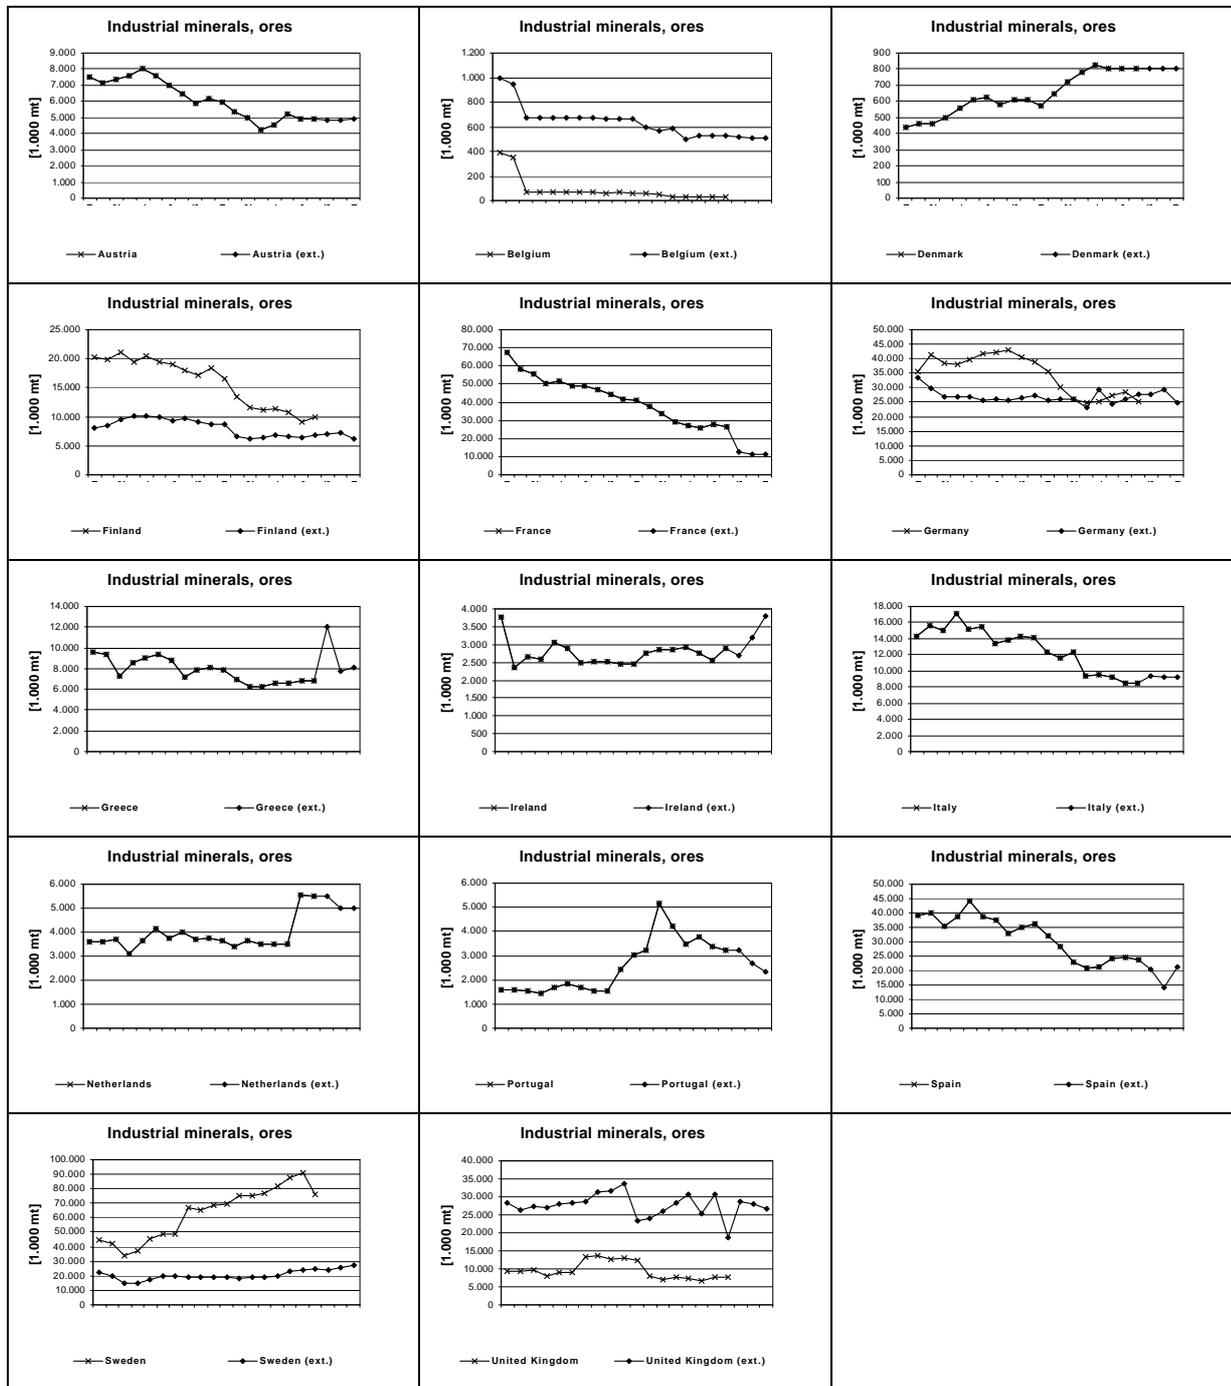 Industrial minerals, ores
[1.000 mt]
9.000
8.000
7.000
6.000
5.000
4.000
3.000
2.000
1.000
0
Austria Austria (ext.)
Industrial minerals, ores
[1.000 mt]
1.200
1.000
800
600
400
200
0
Belgium Belgium (ext.)
Industrial minerals, ores
[1.000 mt]
900
800
700
600
500
400
300
200
100
0
Denmark Denmark (ext.)
Industrial minerals, ores
[1.000 mt]
25.000
20.000
15.000
10.000
5.000
0
Finland Finland (ext.)
Industrial minerals, ores
[1.000 mt]
80.000
70.000
60.000
50.000
40.000
30.000
20.000
10.000
0
France France (ext.)
Industrial minerals, ores
[1.000 mt]
50.000
45.000
40.000
35.000
30.000
25.000
20.000
15.000
10.000
5.000
0
Germany Germany (ext.)
Industrial minerals, ores
[1.000 mt]
14.000
12.000
10.000
8.000
6.000
4.000
2.000
0
Greece Greece (ext.)
Industrial minerals, ores
[1.000 mt]
4.000
3.500
3.000
2.500
2.000
1.500
1.000
500
0
Ireland Ireland (ext.)
Industrial minerals, ores
[1.000 mt]
18.000
16.000
14.000
12.000
10.000
8.000
6.000
4.000
2.000
0
Italy Italy (ext.)
Industrial minerals, ores
[1.000 mt]
6.000
5.000
4.000
3.000
2.000
1.000
0
Netherlands Netherlands (ext.)
Industrial minerals, ores
[1.000 mt]
6.000
5.000
4.000
3.000
2.000
1.000
0
Portugal Portugal (ext.)
Industrial minerals, ores
[1.000 mt]
50.000
45.000
40.000
35.000
30.000
25.000
20.000
15.000
10.000
5.000
0
Spain Spain (ext.)
Industrial minerals, ores
[1.000 mt]
100.000
90.000
80.000
70.000
60.000
50.000
40.000
30.000
20.000
10.000
0
Sweden Sweden (ext.)
Industrial minerals, ores
[1.000 mt]
40.000
35.000
30.000
25.000
20.000
15.000
10.000
5.000
0
United Kingdom United Kingdom (ext.)